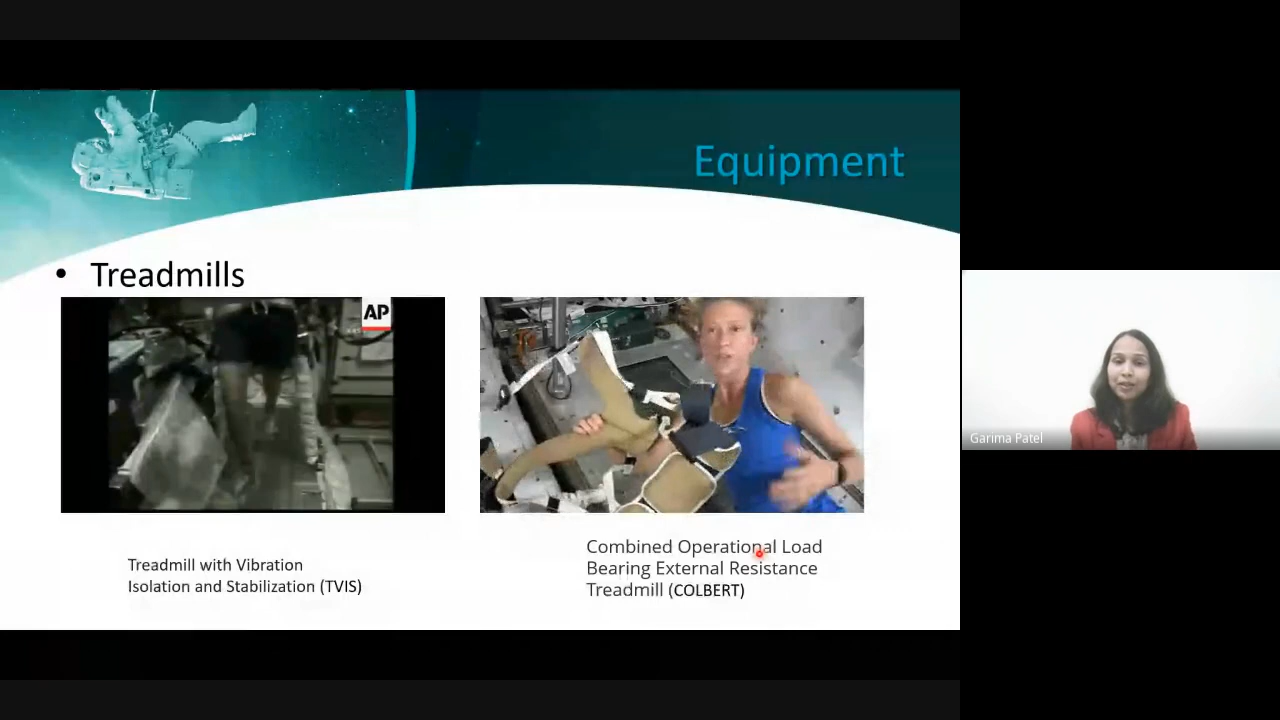 Equipment
• Treadmills
AP
Treadmill with Vibration
Isolation and Stabilization (TVIS)
Combined Operational Load
Bearing External Resistance
Treadmill (COLBERT)
Garima Patel